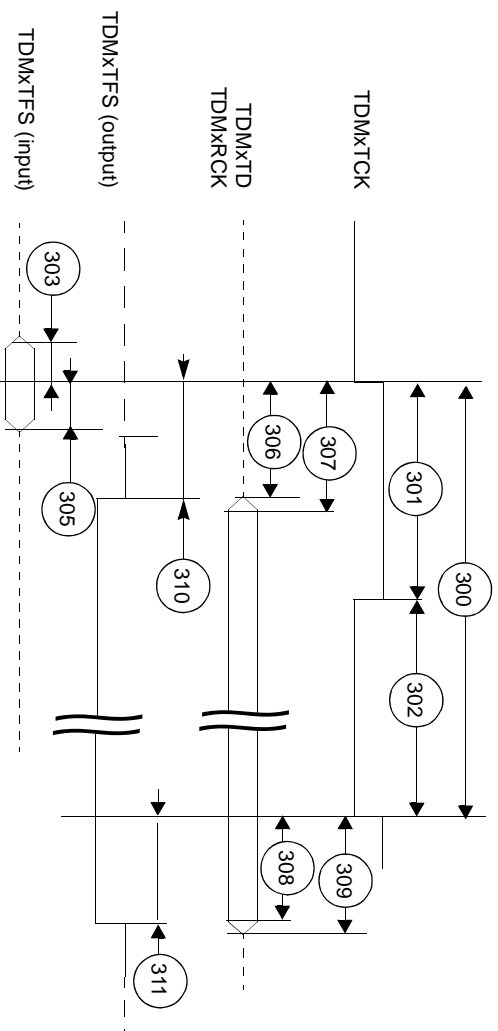 300
301
302
TDMxTCK
307
309
306
308
TDMxTD
TDMxRCK
310
311
TDMxTFS (output)
305
303
TDMxTFS (input)